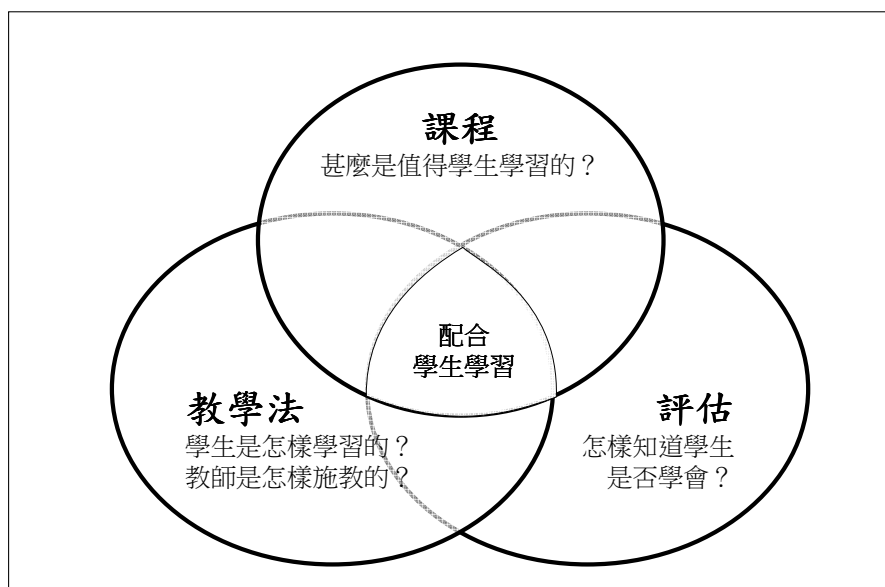 課程
甚麼是值得學生學習的？
配合
學生學習
教學法
學生是怎樣學習的？
教師是怎樣施教的？
評估
怎樣知道學生
是否學會？